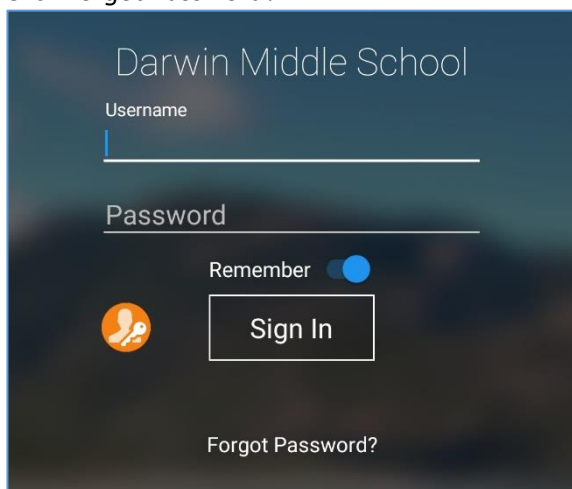 Darwin Middle School
Username
Password
Remember
Sign In
Forgot Password?